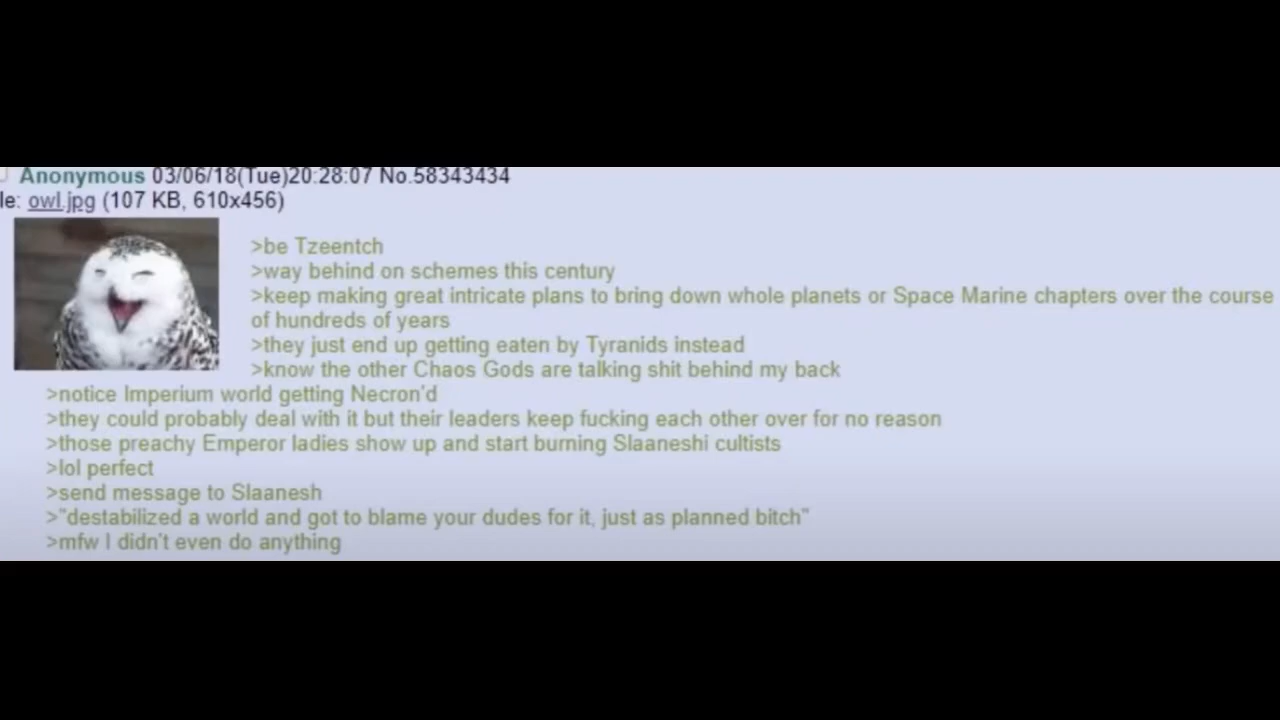 Anonymous 03/06/18(Tue)20:28:07 No.58343434
le: owl.jpg (107 KB, 610x456)
>be Tzeentch
>way behind on schemes this century
>keep making great intricate plans to bring down whole planets or Space Marine chapters over the course
of hundreds of years
>they just end up getting eaten by Tyranids instead
>know the other Chaos Gods are talking shit behind my back
>notice Imperium world getting Necron'd
>they could probably deal with it but their leaders keep fucking each other over for no reason
>those preachy Emperor ladies show up and start burning Slaaneshi cultists
>lol perfect
>send message to Slaanesh
>"destabilized a world and got to blame your dudes for it, just as planned bitch"
>mfw I didn't even do anything